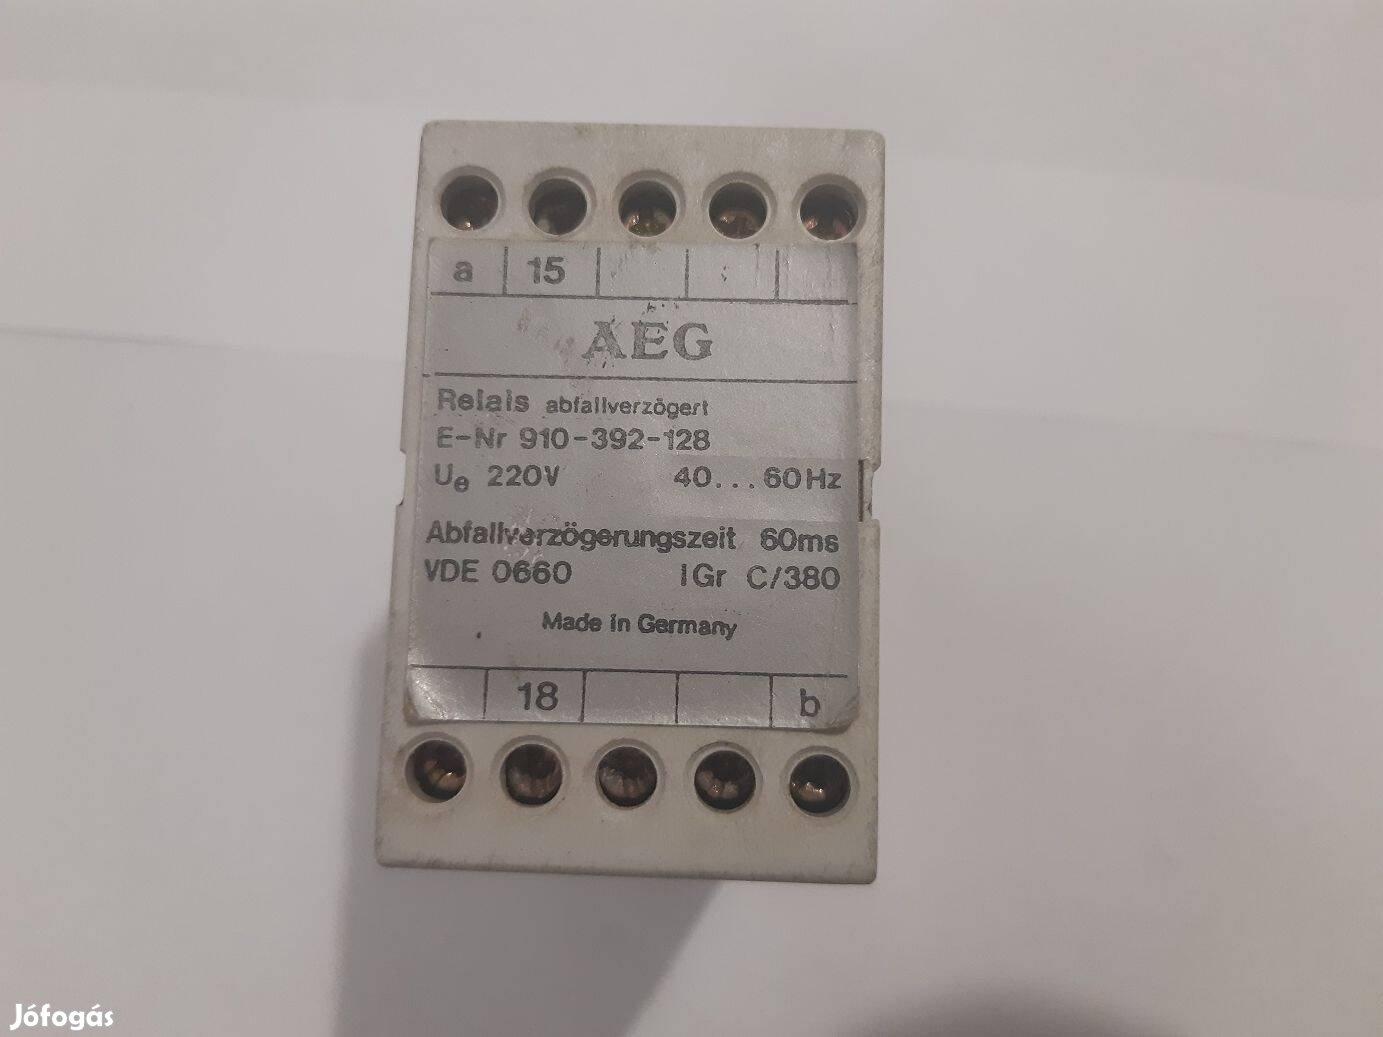 a 15
AEG
Relais abfallverzögert
E-Nr 910-392-128
Ue 220V 40...60Hz
Abfallverzögerungszeit 60ms
VDE 0660 IGr C/380
Made in Germany
18 b
Jófogás